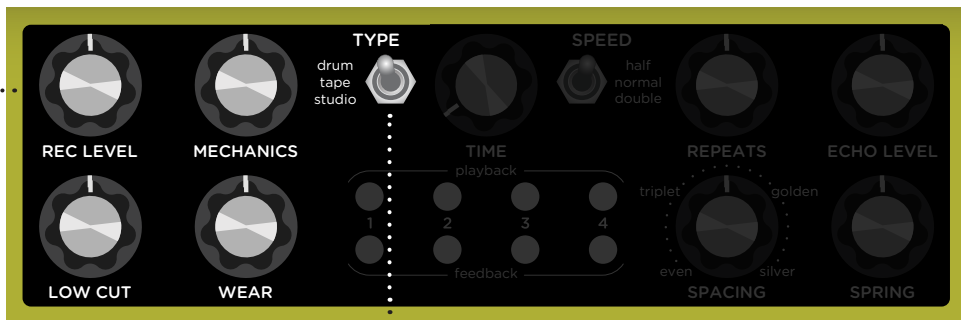 TYPE
SPEED
drum
tape
studio
half
normal
double
REC LEVEL
MECHANICS
TIME
REPEATS
ECHO LEVEL
playback
triplet
golden
1
2
3
4
even
silver
feedback
LOW CUT
WEAR
SPACING
SPRING